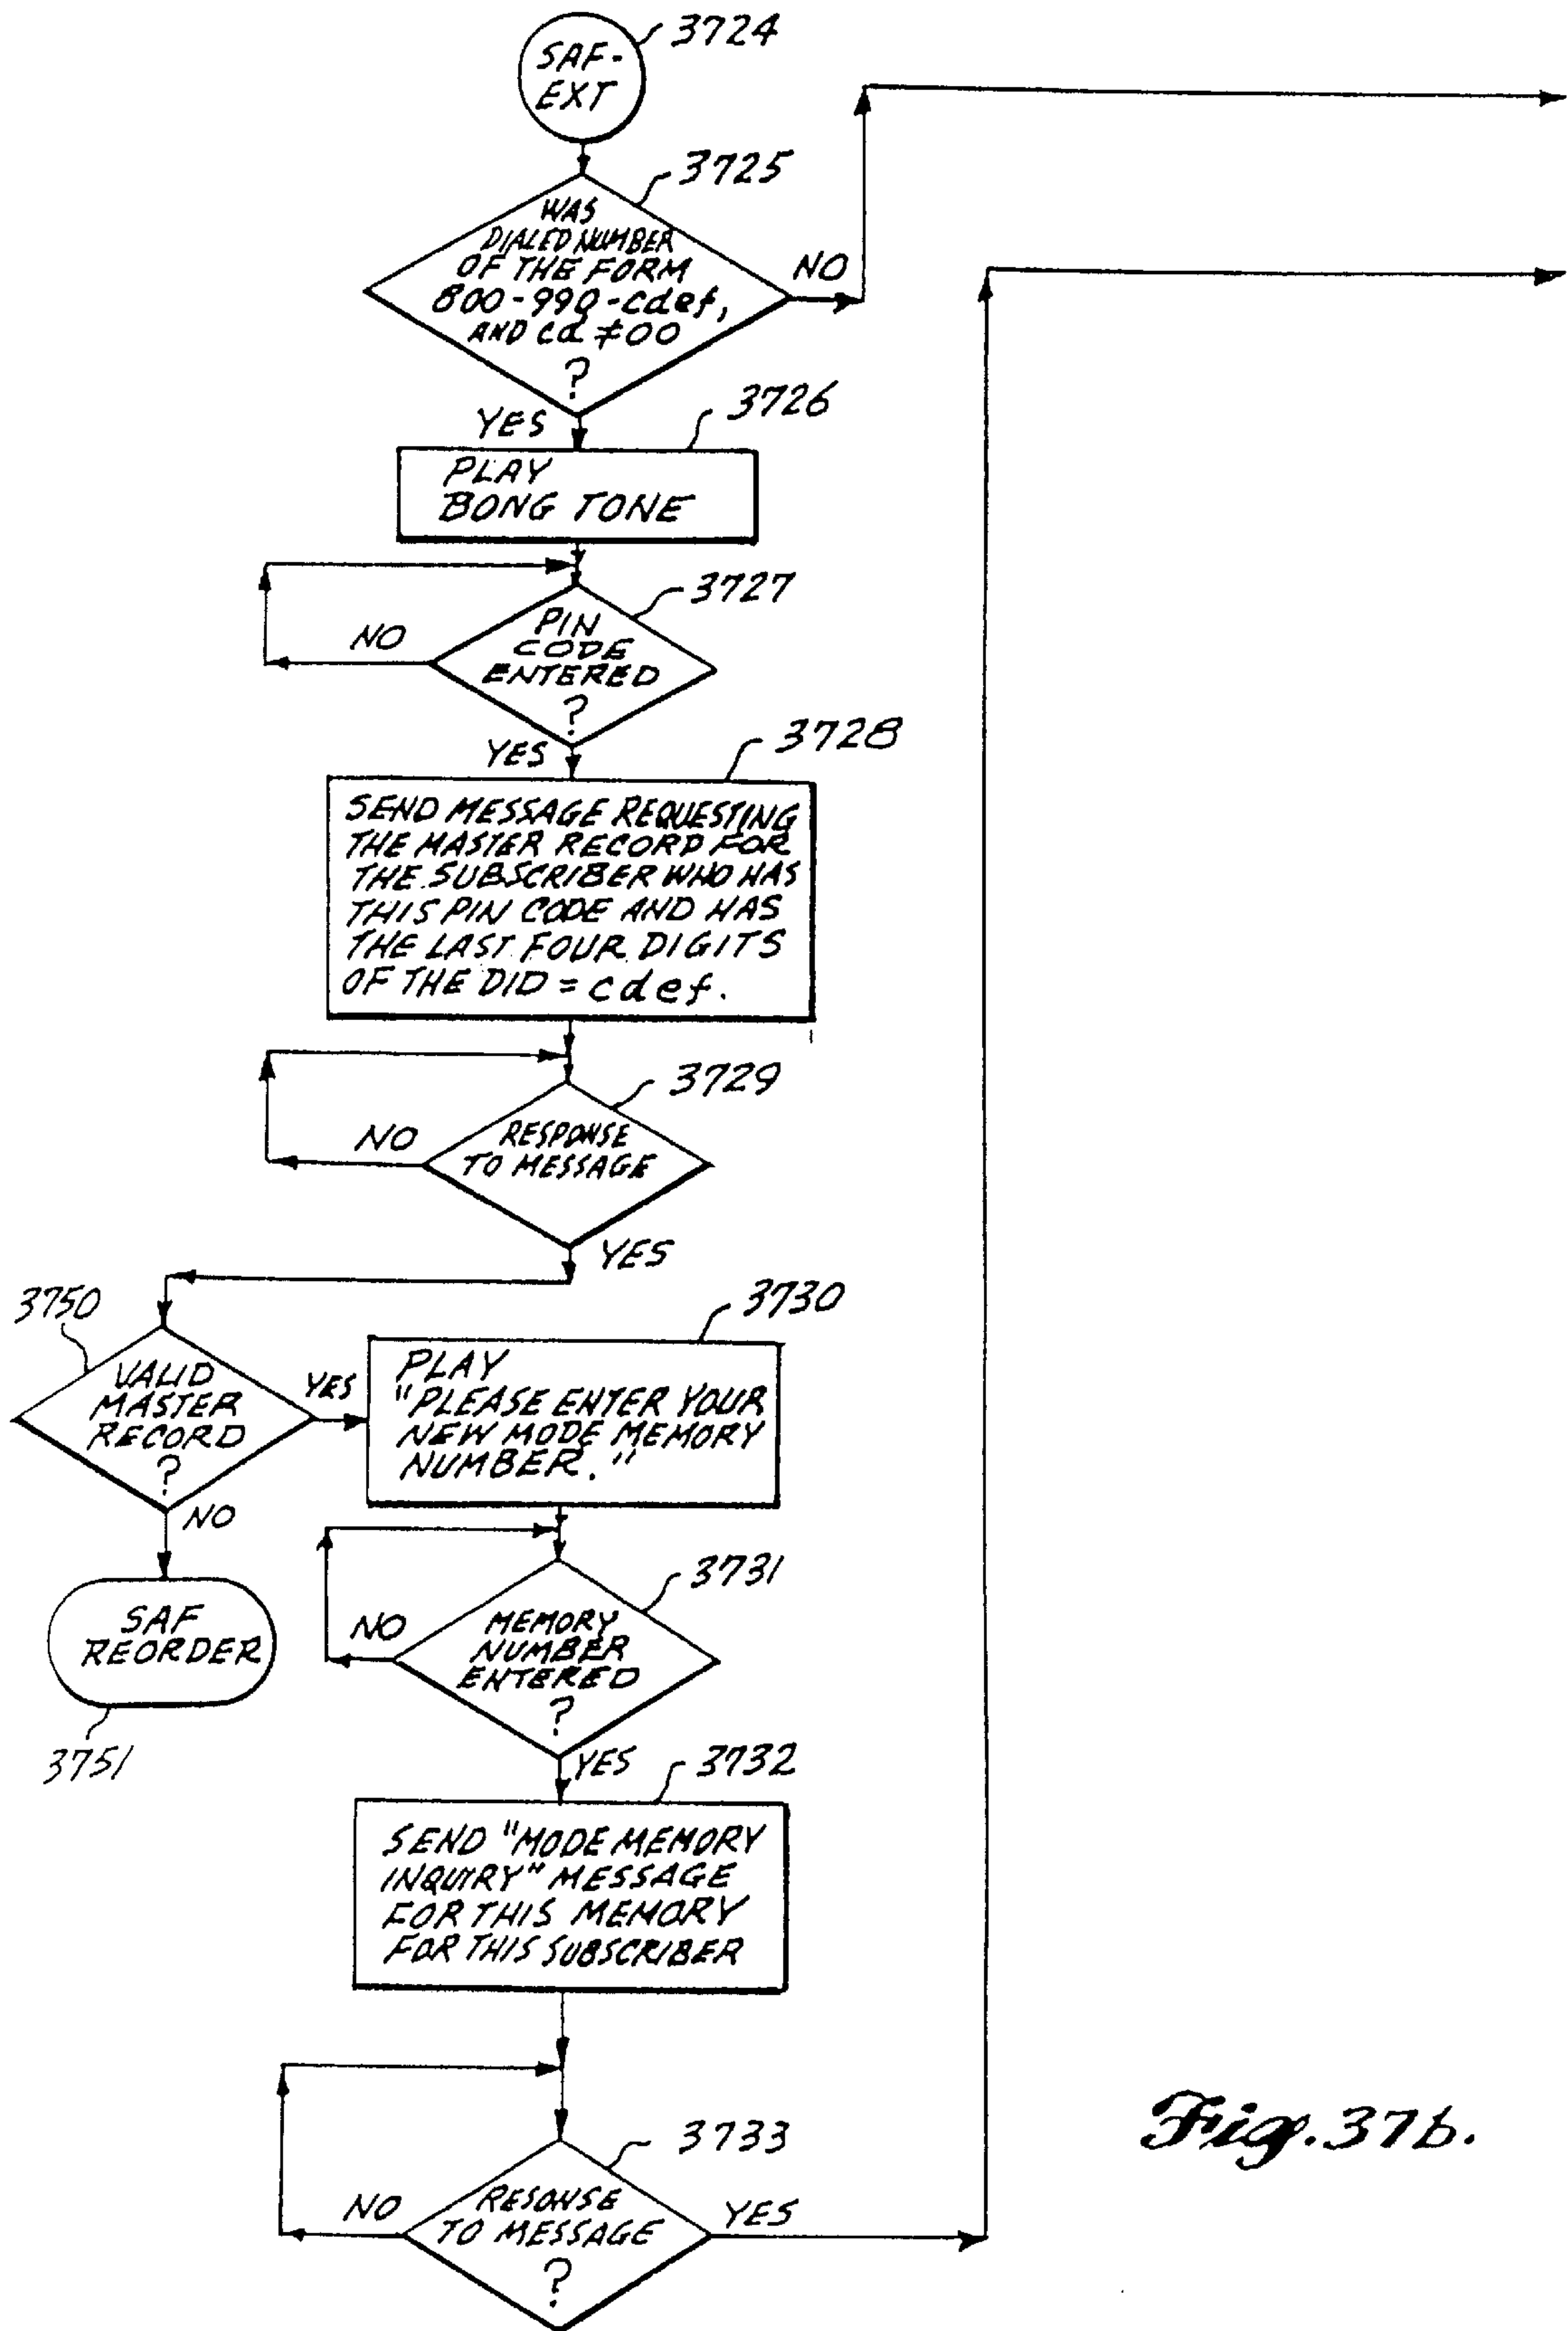 SAF-
EXT
3724
3725
WAS
DIALED NUMBER
OF THE FORM
800-990-cdef,
AND cd ≠ 00
?
NO
YES
3726
PLAY
BONG TONE
3727
NO
PIN
CODE
ENTERED
?
YES
3728
SEND MESSAGE REQUESTING
THE MASTER RECORD FOR
THE SUBSCRIBER WHO HAS
THIS PIN CODE AND HAS
THE LAST FOUR DIGITS
OF THE DID = cdef.
3729
NO
RESPONSE
TO MESSAGE
YES
3750
VALID
MASTER
RECORD
?
YES
NO
3730
PLAY
"PLEASE ENTER YOUR
NEW MODE MEMORY
NUMBER."
SAF
REORDER
3751
3731
NO
MEMORY
NUMBER
ENTERED
?
YES
3732
SEND "MODE MEMORY
INQUIRY" MESSAGE
FOR THIS MEMORY
FOR THIS SUBSCRIBER
3733
NO
RESONSE
TO MESSAGE
?
YES
Fig. 37b.